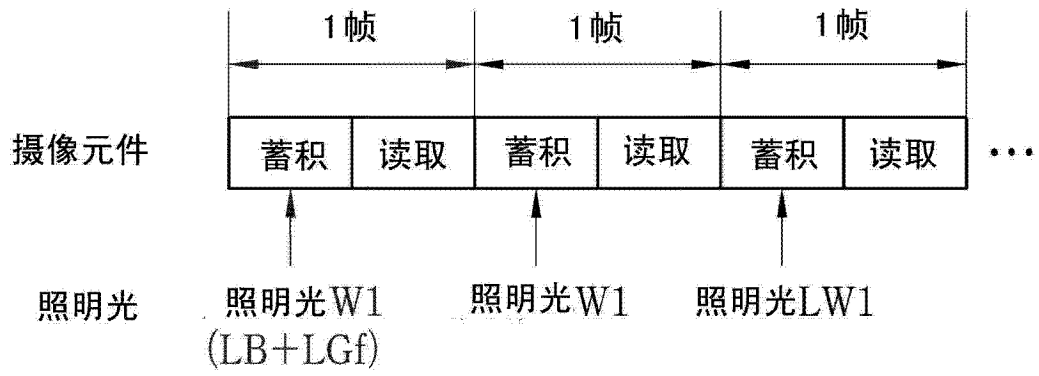 1帧 1帧 1帧
摄像元件 蓄积 读取 蓄积 读取 蓄积 读取 ···
照明光 照明光W1 照明光W1 照明光LW1
(LB+LGf)